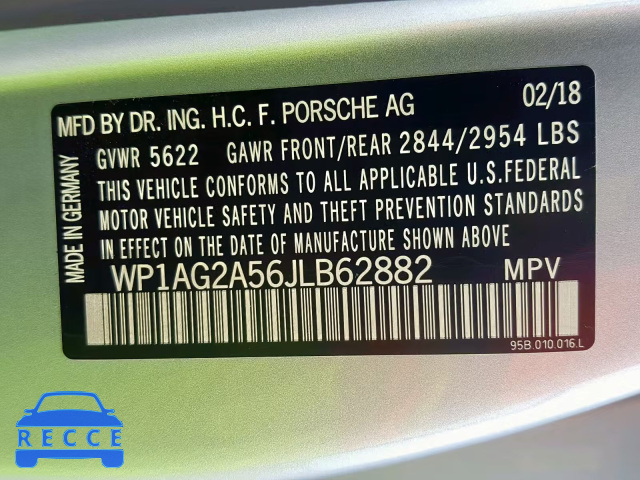 MFD BY DR. ING. H.C. F. PORSCHE AG 02/18
GVWR 5622 GAWR FRONT/REAR 2844/2954 LBS
THIS VEHICLE CONFORMS TO ALL APPLICABLE U.S.FEDERAL
MOTOR VEHICLE SAFETY AND THEFT PREVENTION STANDARDS
IN EFFECT ON THE DATE OF MANUFACTURE SHOWN ABOVE.
WP1AG2A56JLB62882 MPV
95B.010.016.L
MADE IN GERMANY
RECCE